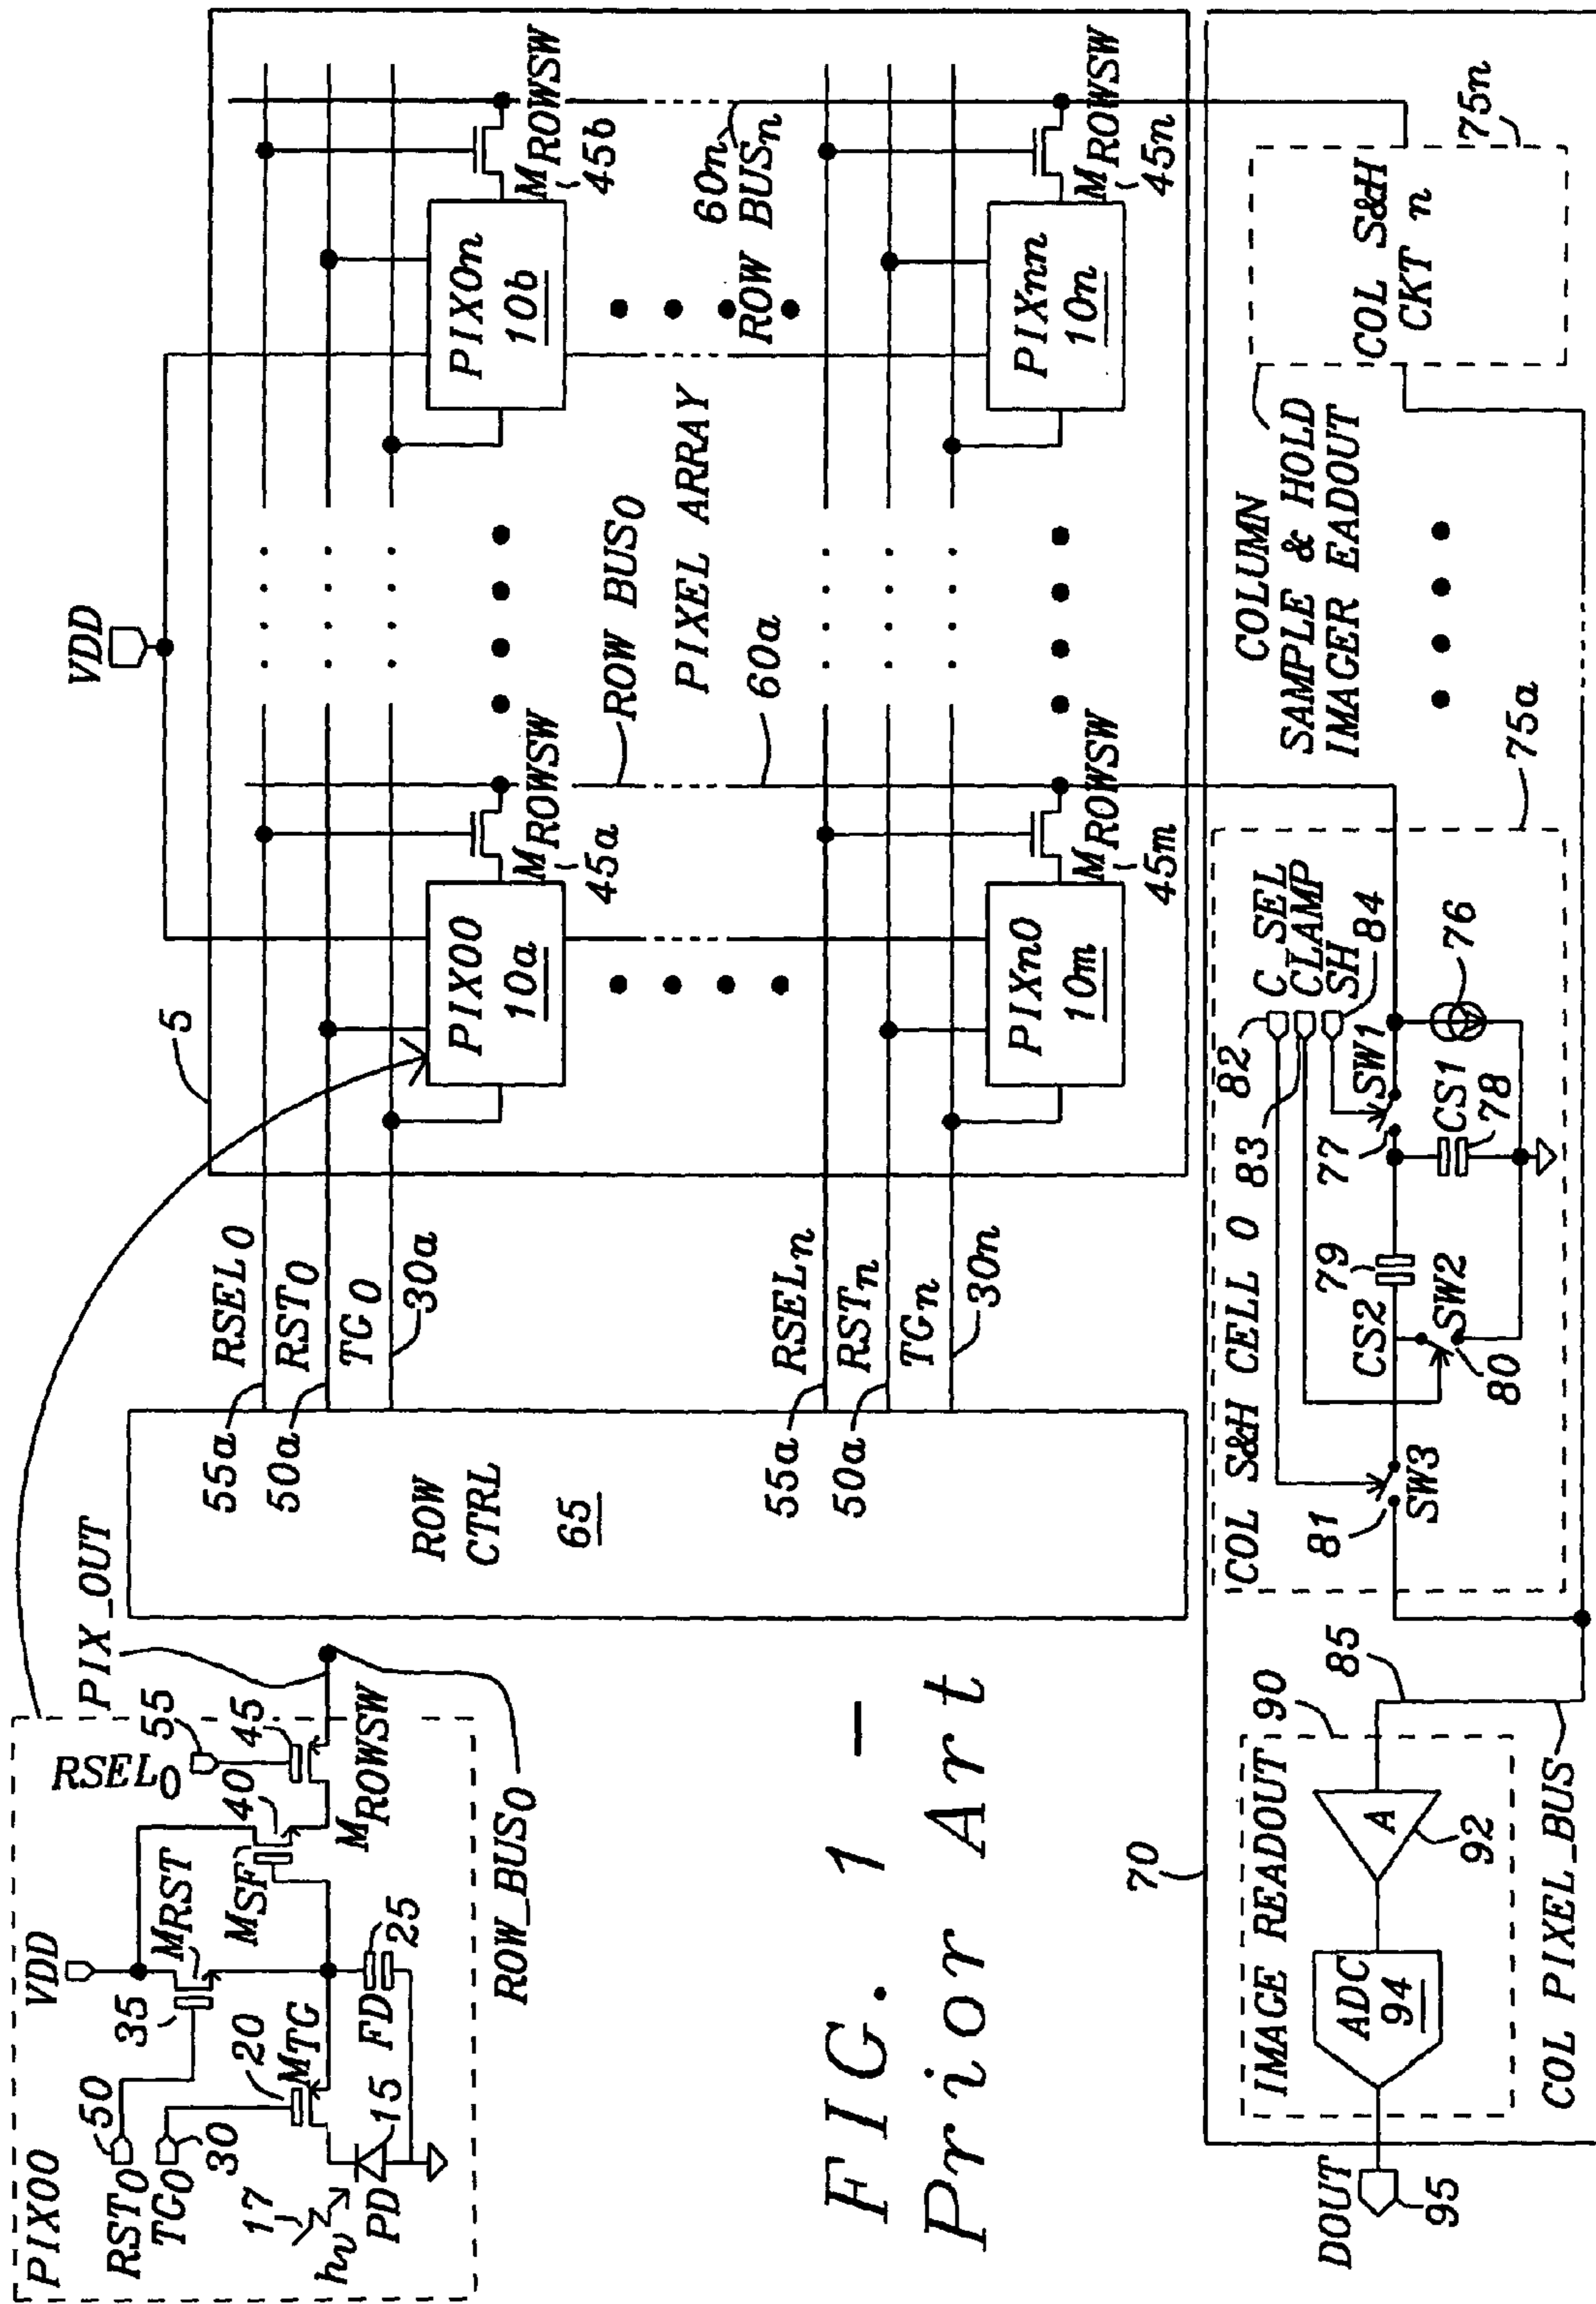 PIX00
RST0
50
TG0
30
17
hν
PD
15
20
MTG
FD
25
VDD
35
MRST
MSF
40
RSEL0
55
45
MROWSW
PIX_OUT
ROW_BUS0
FIG. 1 -
Prior Art
ROW
CTRL
65
55a
RSEL0
50a
RST0
TG0
30a
55a
RSELn
50a
RSTn
TGn
30m
5
VDD
PIX00
10a
MROWSW
45a
PIX0n
10b
MROWSW
45b
ROW BUS0
PIXEL ARRAY
60a
60n
ROW BUSn
PIXn0
10m
MROWSW
45m
PIXnn
10n
MROWSW
45n
70
IMAGE READOUT
90
85
ADC
94
A
92
DOUT
95
COL PIXEL_BUS
COL S&H CELL 0
82
C_SEL
83
CLAMP
SH
84
81
SW3
CS2
79
SW2
80
77
SW1
CS1
78
76
75a
COLUMN
SAMPLE & HOLD
IMAGER EADOUT
COL S&H
CKT n
75n